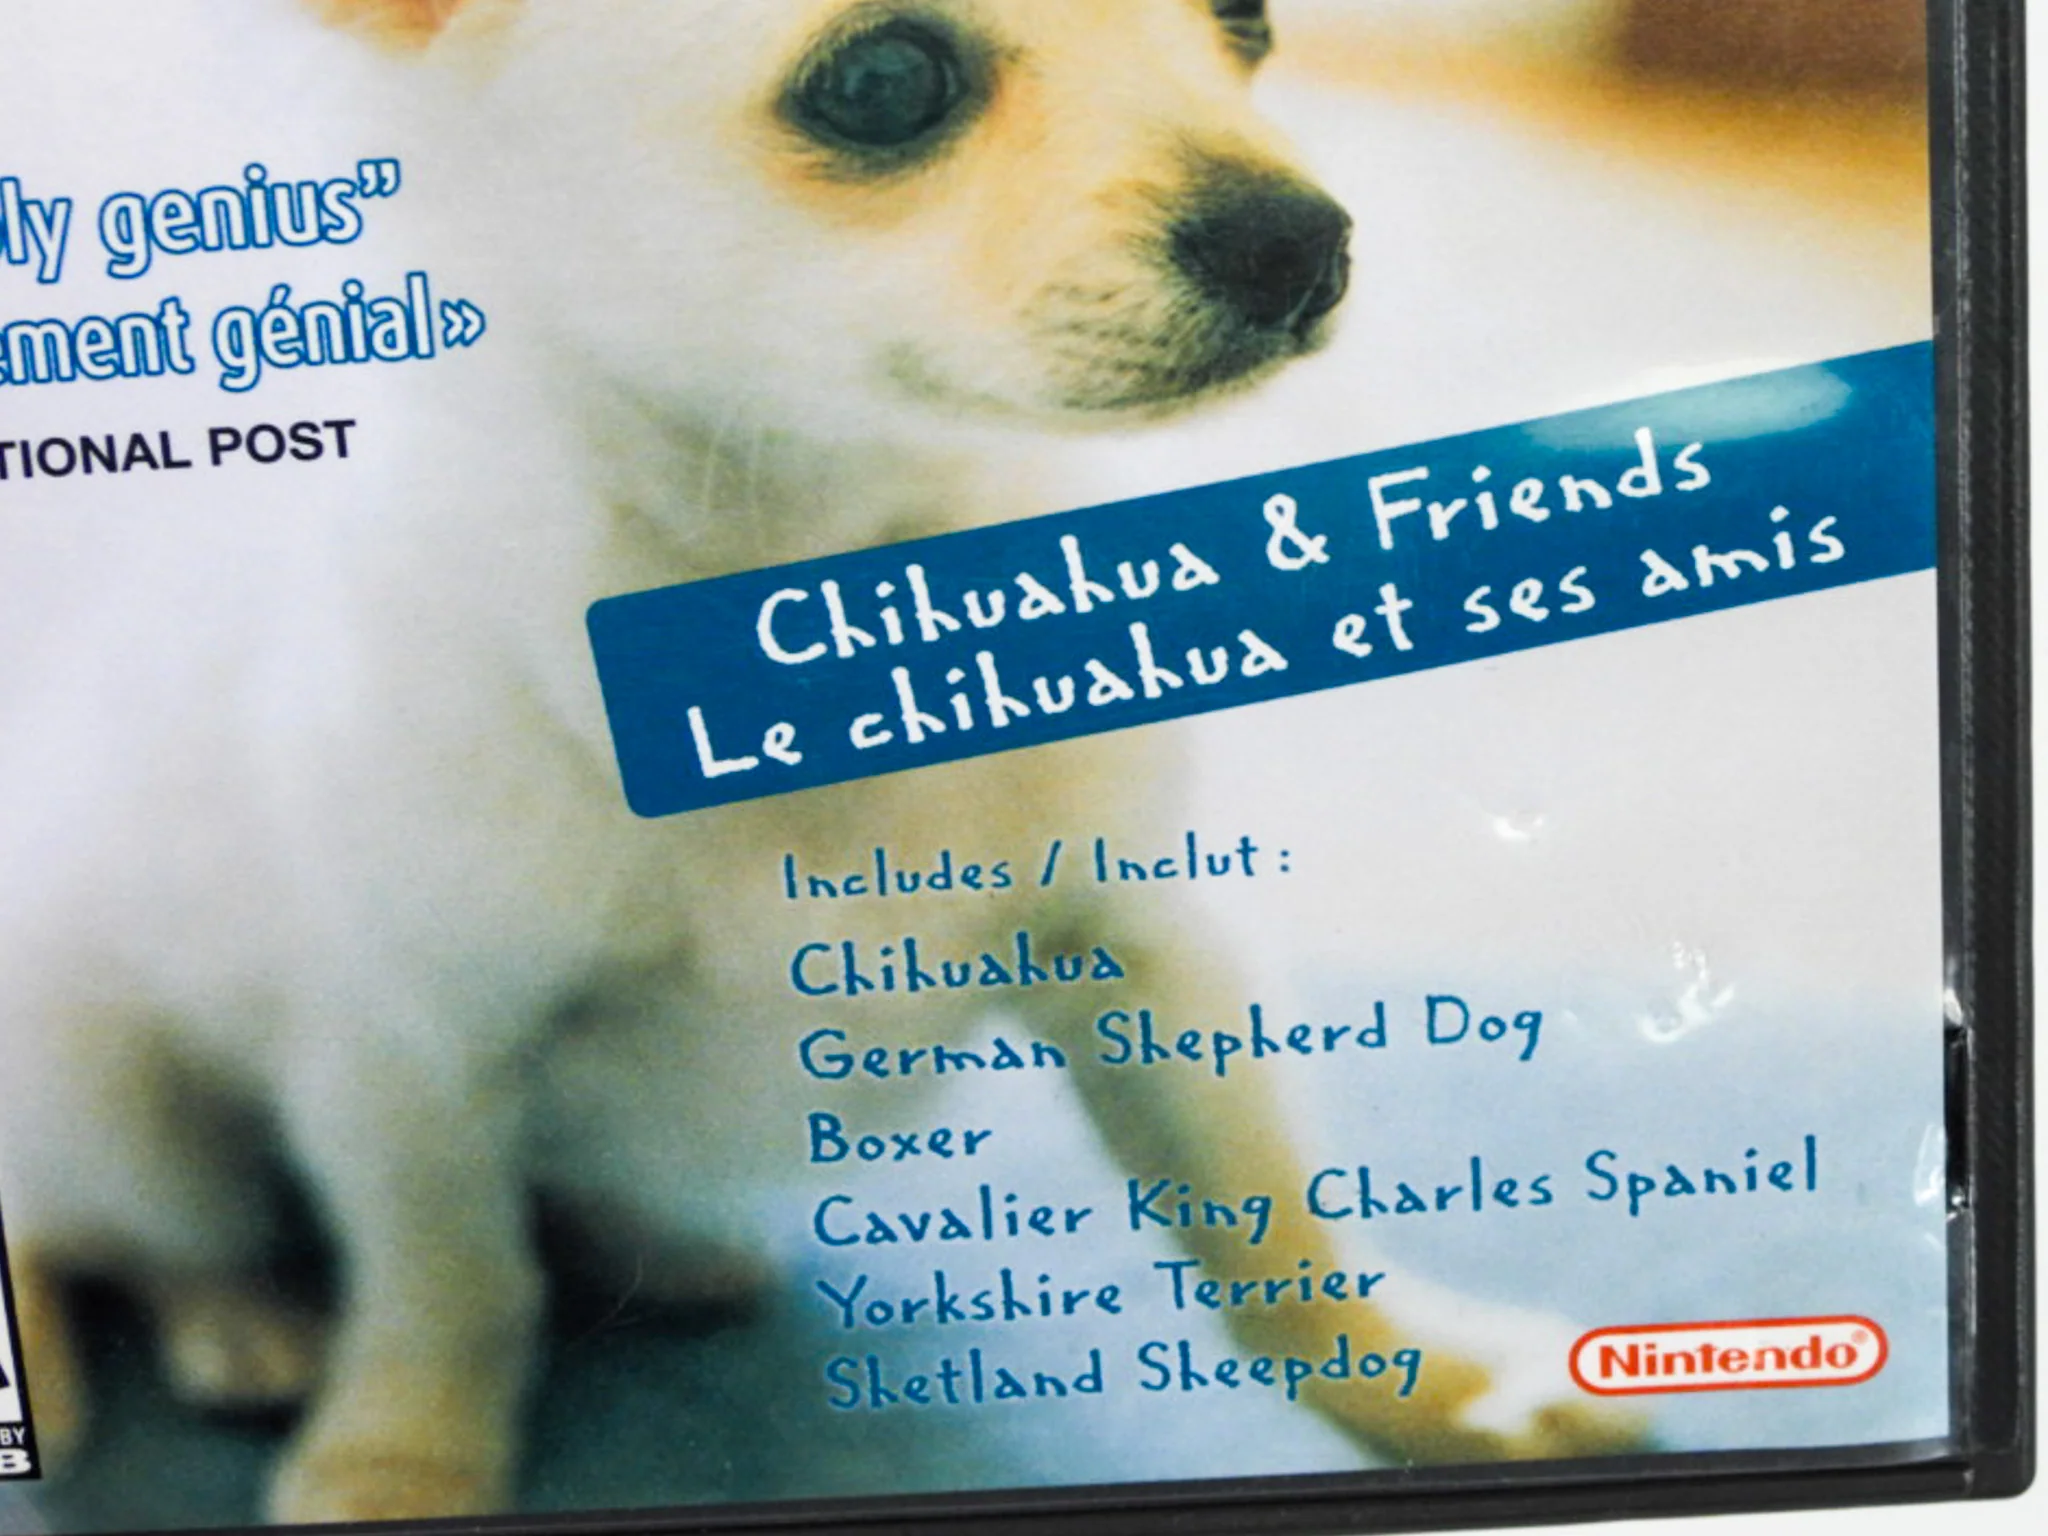 ly genius”
ement génial»
TIONAL POST
Chihuahua & Friends
Le chihuahua et ses amis
Includes / Inclut :
Chihuahua
German Shepherd Dog
Boxer
Cavalier King Charles Spaniel
Yorkshire Terrier
Shetland Sheepdog
Nintendo®
BY
B